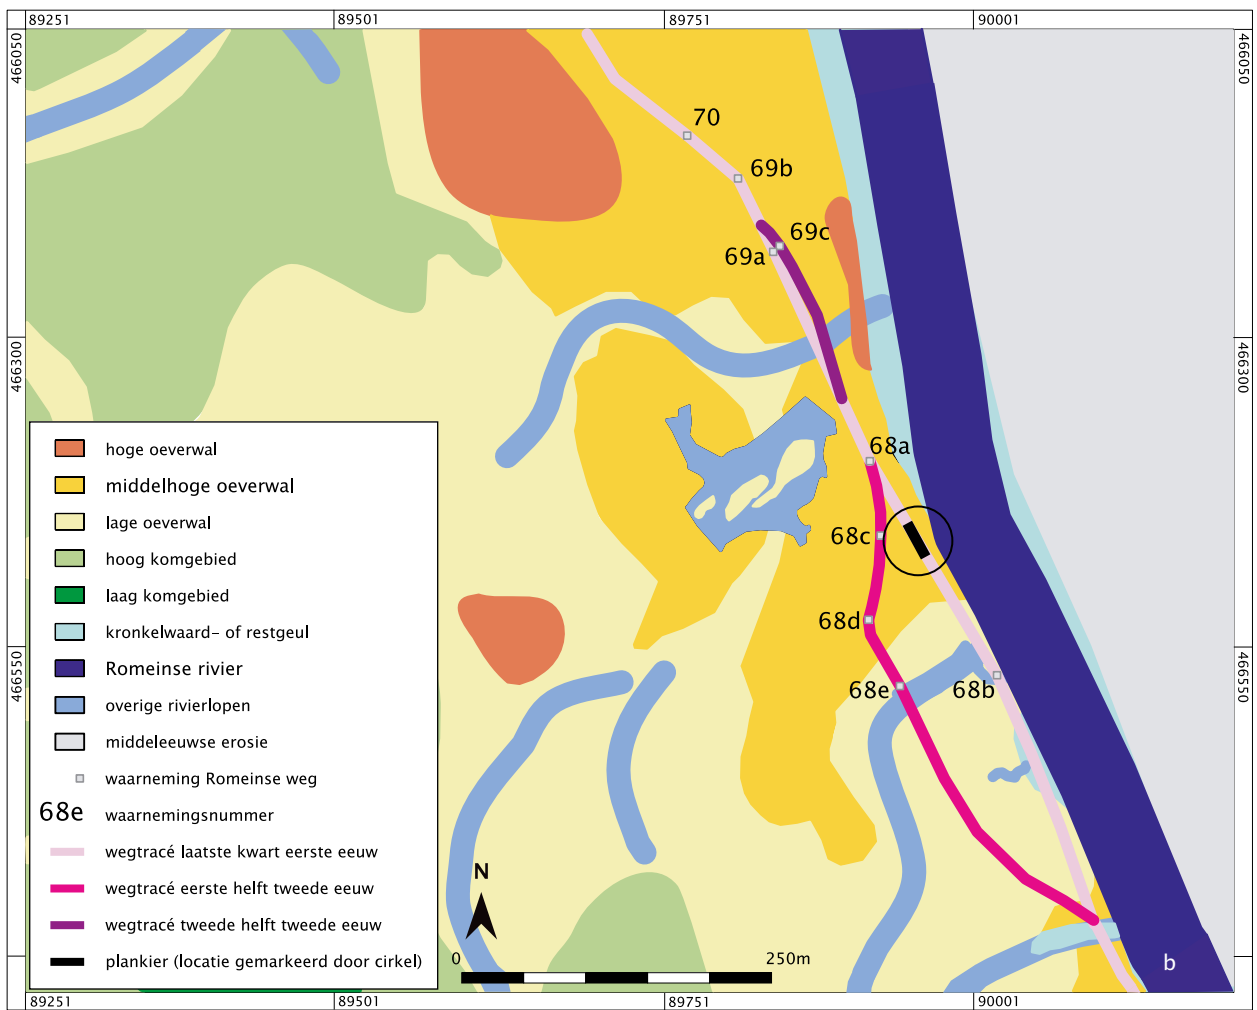 89251
89501
89751
90001
466050
466050
70
69b
69c
69a
466300
466300
68a
68c
68d
68e
68b
466550
466550
hoge oeverwal
middelhoge oeverwal
lage oeverwal
hoog komgebied
laag komgebied
kronkelwaard- of restgeul
Romeinse rivier
overige rivierlopen
middeleeuwse erosie
waarneming Romeinse weg
68e waarnemingsnummer
wegtracé laatste kwart eerste eeuw
wegtracé eerste helft tweede eeuw
wegtracé tweede helft tweede eeuw
plankier (locatie gemarkeerd door cirkel)
N
0
250m
b
89251
89501
89751
90001